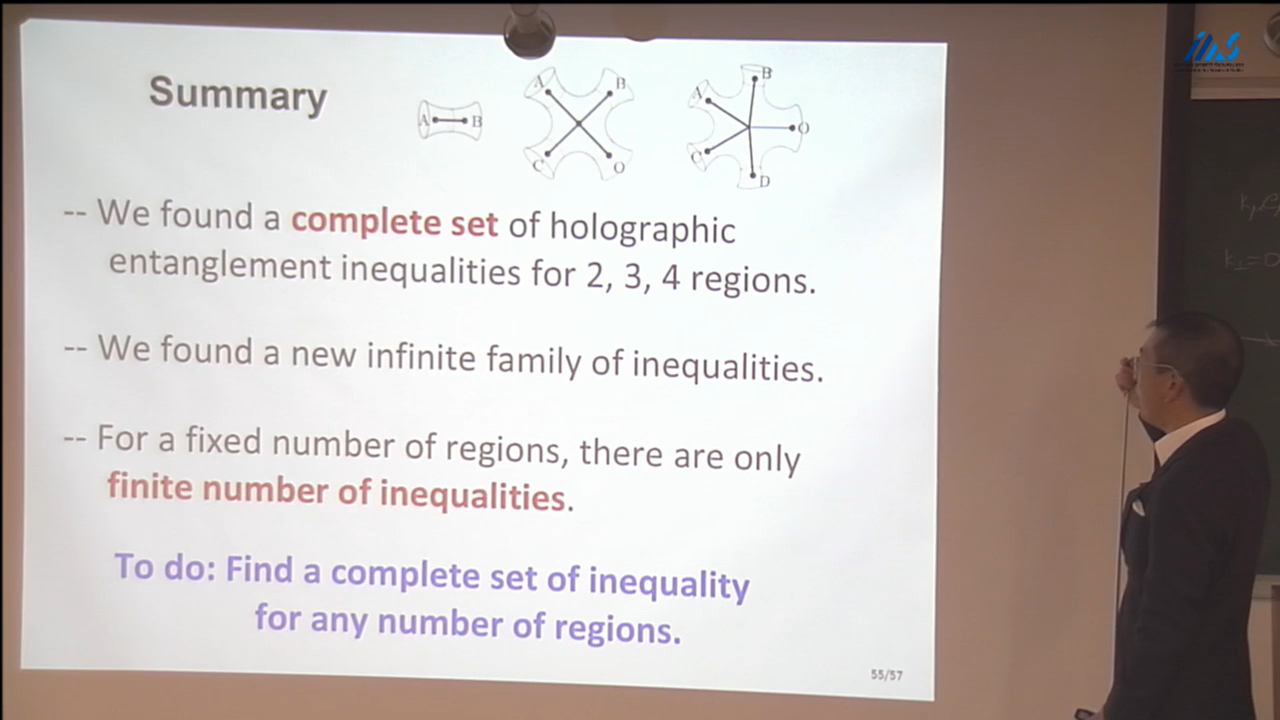 Summary
A B
A B
C O
B
A
O
C
D
-- We found a complete set of holographic
entanglement inequalities for 2, 3, 4 regions.
-- We found a new infinite family of inequalities.
-- For a fixed number of regions, there are only
finite number of inequalities.
To do: Find a complete set of inequality
for any number of regions.
55/57